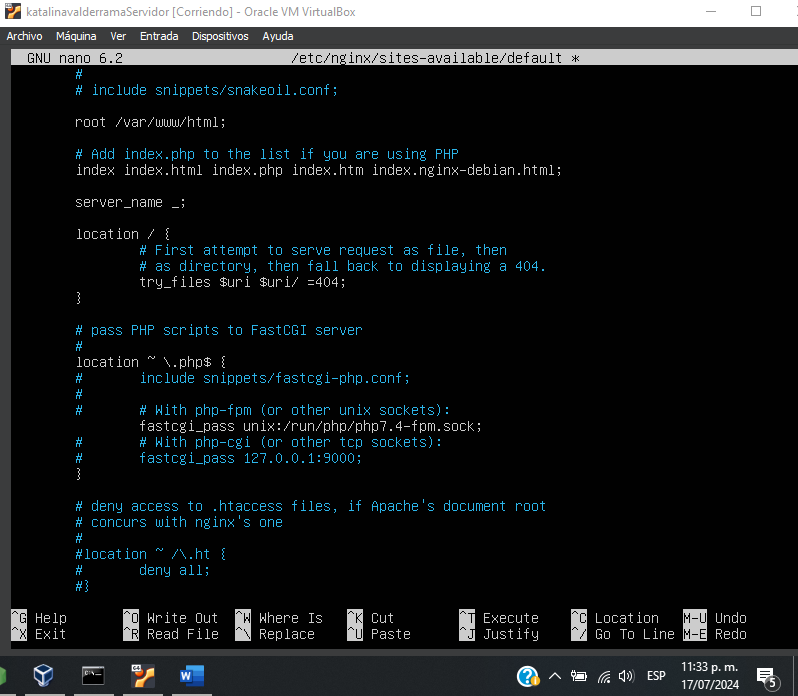 katalinavalderramaServidor [Corriendo] - Oracle VM VirtualBox
Archivo Máquina Ver Entrada Dispositivos Ayuda
GNU nano 6.2 /etc/nginx/sites-available/default *
#
# include snippets/snakeoil.conf;
root /var/www/html;
# Add index.php to the list if you are using PHP
index index.html index.php index.htm index.nginx-debian.html;
server_name _;
location / {
# First attempt to serve request as file, then
# as directory, then fall back to displaying a 404.
try_files $uri $uri/ =404;
}
# pass PHP scripts to FastCGI server
#
location ~ \.php$ {
# include snippets/fastcgi-php.conf;
#
# # With php-fpm (or other unix sockets):
fastcgi_pass unix:/run/php/php7.4-fpm.sock;
# # With php-cgi (or other tcp sockets):
# fastcgi_pass 127.0.0.1:9000;
}
# deny access to .htaccess files, if Apache's document root
# concurs with nginx's one
#
#location ~ /\.ht {
# deny all;
#}
^G Help ^O Write Out ^W Where Is ^K Cut ^T Execute ^C Location M-U Undo
^X Exit ^R Read File ^\ Replace ^U Paste ^J Justify ^/ Go To Line M-E Redo
64
W
?
ESP
11:33 p. m.
17/07/2024
5